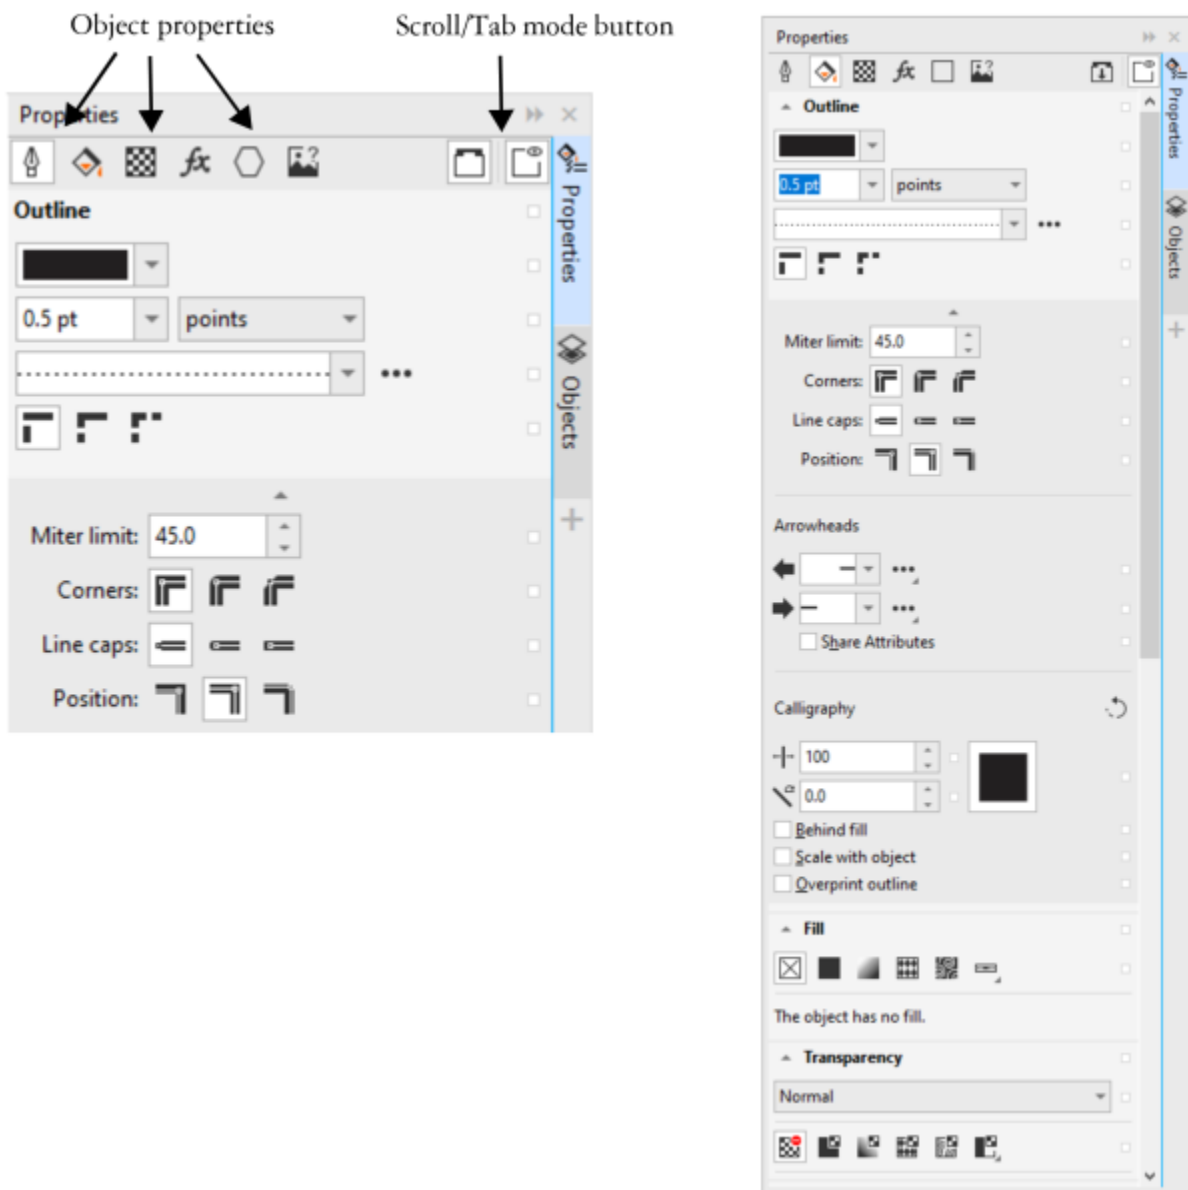 Object properties
Scroll/Tab mode button
Properties
fx ?
Outline
0.5 pt points
Miter limit: 45.0
Corners:
Line caps:
Position:
Properties
Objects
Properties
fx ?
Outline
0.5 pt points
Miter limit: 45.0
Corners:
Line caps:
Position:
Arrowheads
Share Attributes
Calligraphy
100
0.0
Behind fill
Scale with object
Overprint outline
Fill
The object has no fill.
Transparency
Normal
Properties
Objects